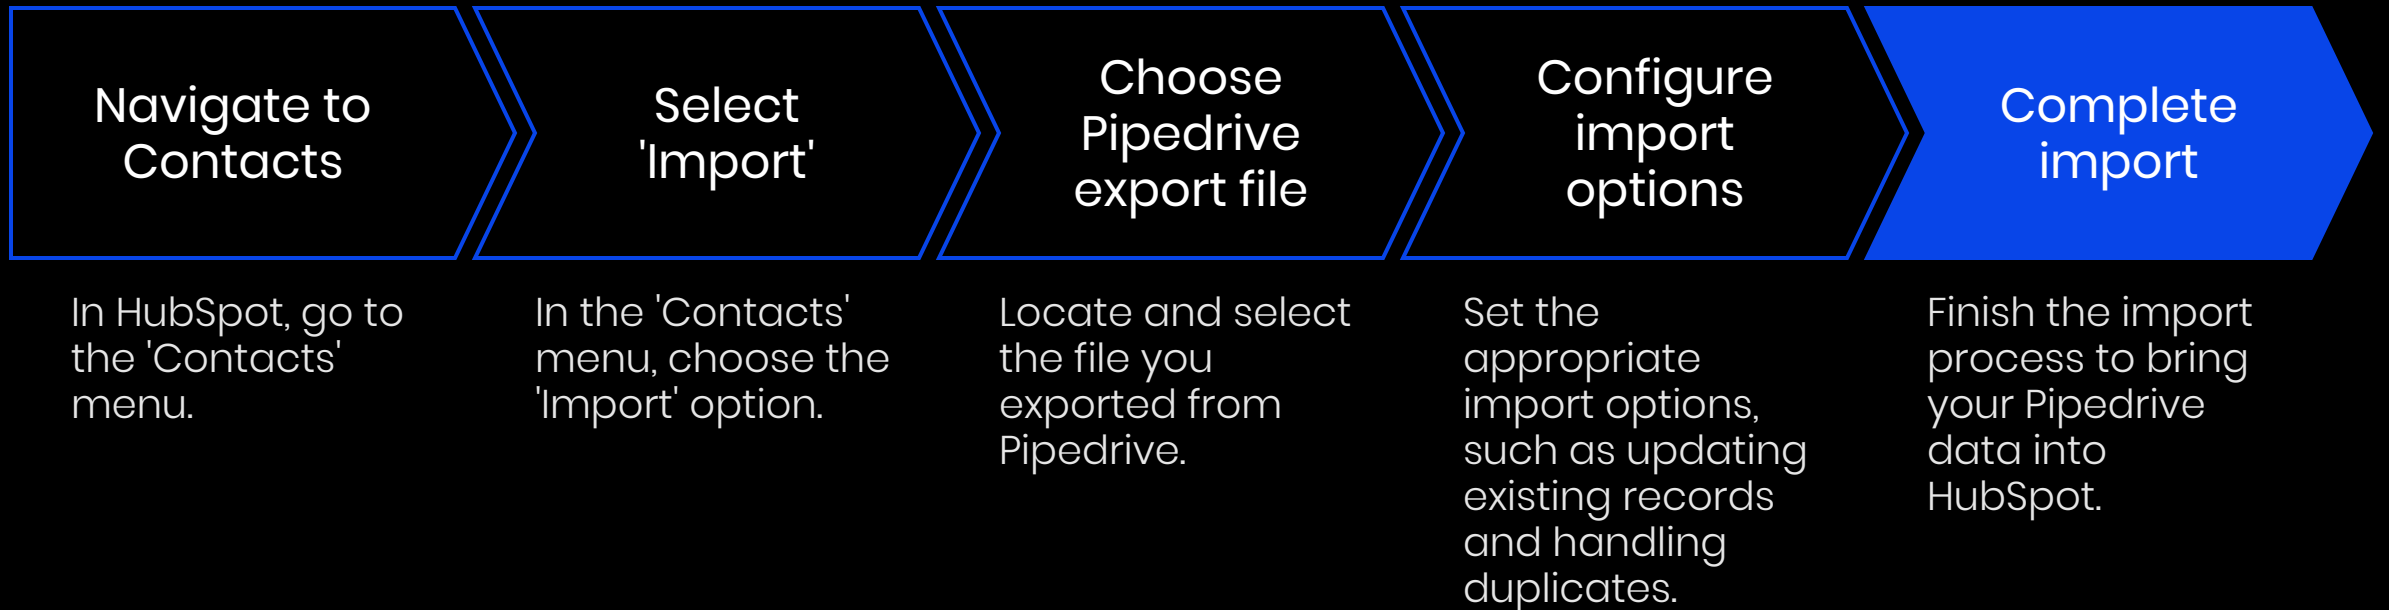 Navigate to
Contacts
Select
'Import'
Choose
Pipedrive
export file
Configure
import
options
Complete
import
In HubSpot, go to
the 'Contacts'
menu.
In the 'Contacts'
menu, choose the
'Import' option.
Locate and select
the file you
exported from
Pipedrive.
Set the
appropriate
import options,
such as updating
existing records
and handling
duplicates.
Finish the import
process to bring
your Pipedrive
data into
HubSpot.